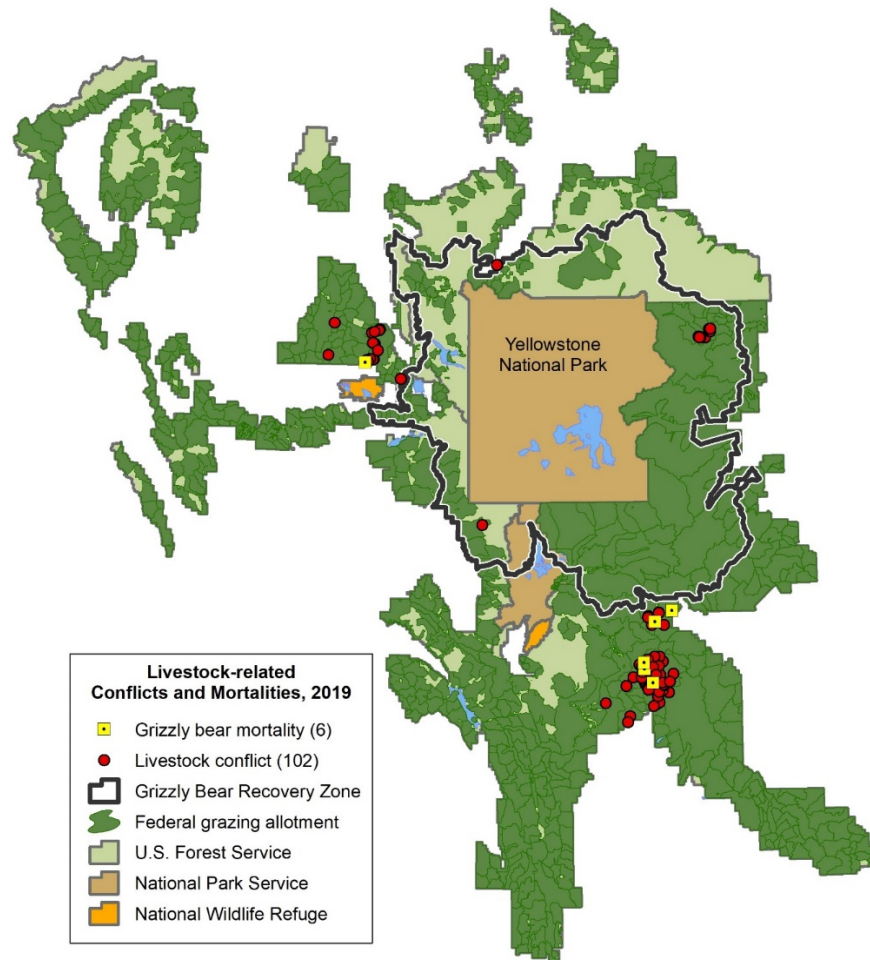 Yellowstone
National Park
Livestock-related
Conflicts and Mortalities, 2019
Grizzly bear mortality (6)
Livestock conflict (102)
Grizzly Bear Recovery Zone
Federal grazing allotment
U.S. Forest Service
National Park Service
National Wildlife Refuge